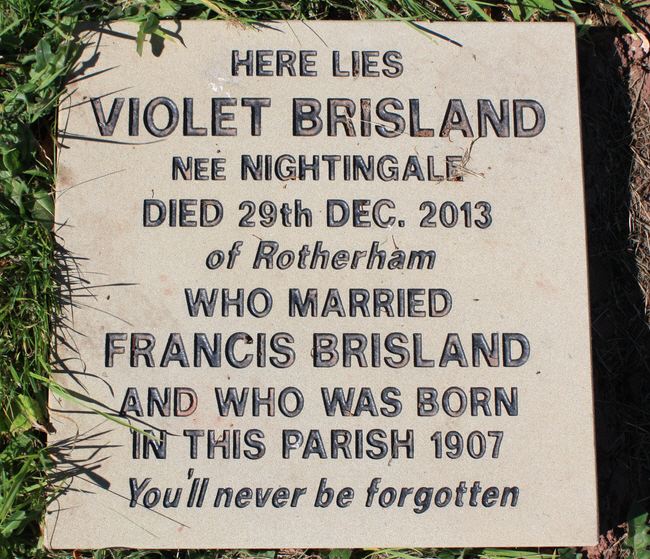 HERE LIES
VIOLET BRISLAND
NEE NIGHTINGALE
DIED 29th DEC. 2013
of Rotherham
WHO MARRIED
FRANCIS BRISLAND
AND WHO WAS BORN
IN THIS PARISH 1907
You'll never be forgotten